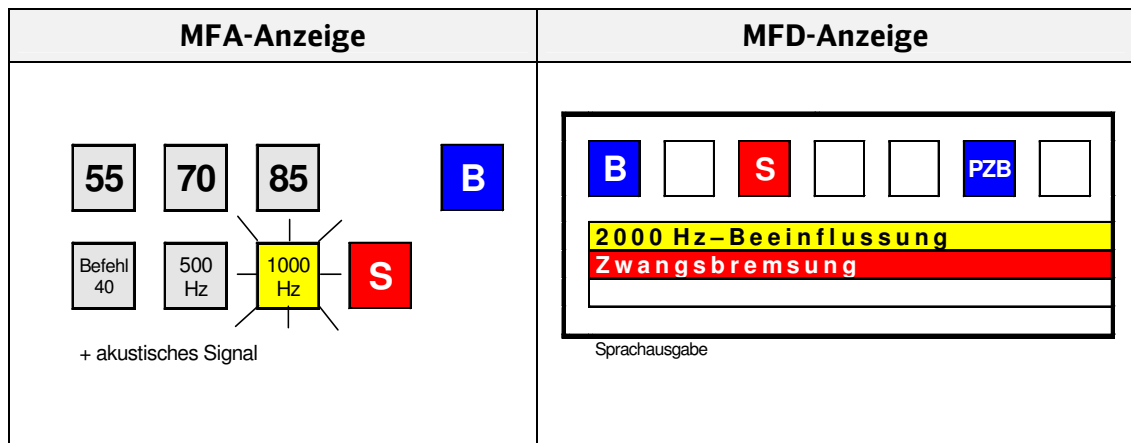 MFA-Anzeige
MFD-Anzeige
55 70 85 B
Befehl 40
500 Hz
1000 Hz
S
+ akustisches Signal
B S PZB
2000 Hz–Beeinflussung
Zwangsbremsung
Sprachausgabe